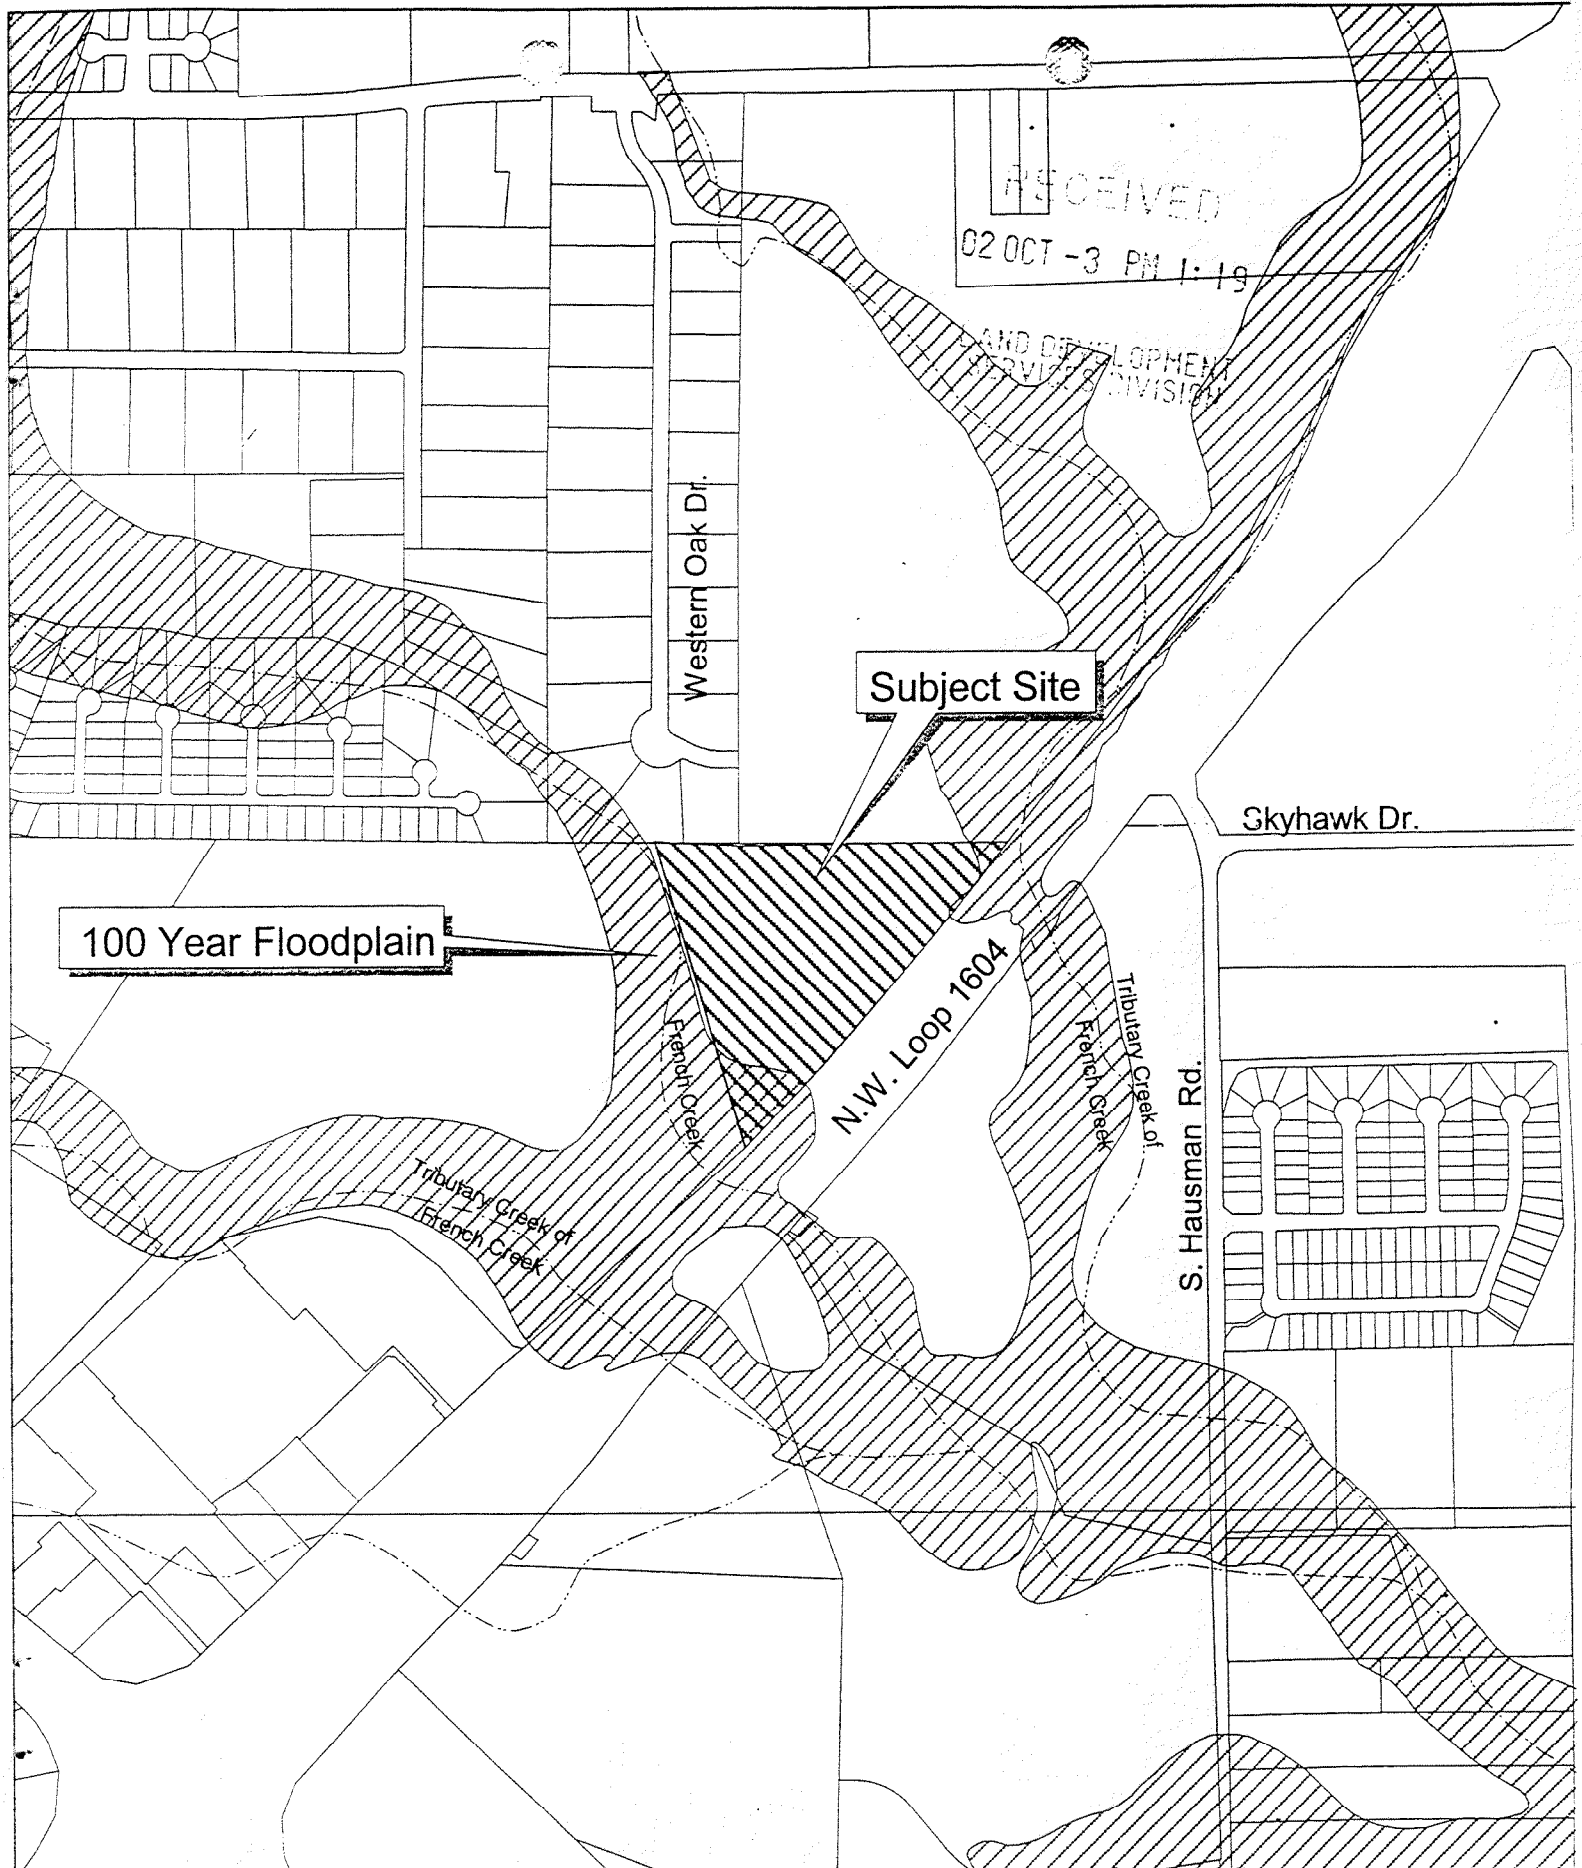 RECEIVED
02 OCT -3 PM 1:19
LAND DEVELOPMENT
SERVICES DIVISION
Western Oak Dr.
Subject Site
Skyhawk Dr.
100 Year Floodplain
N.W. Loop 1604
French Creek
Tributary Creek of
French Creek
S. Hausman Rd.
Tributary Creek of
French Creek